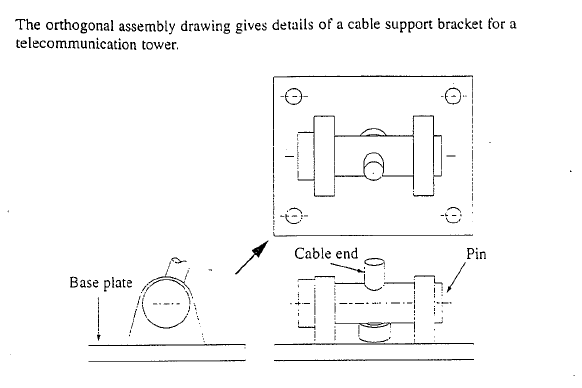 The orthogonal assembly drawing gives details of a cable support bracket for a
telecommunication tower.
Cable end
Pin
Base plate